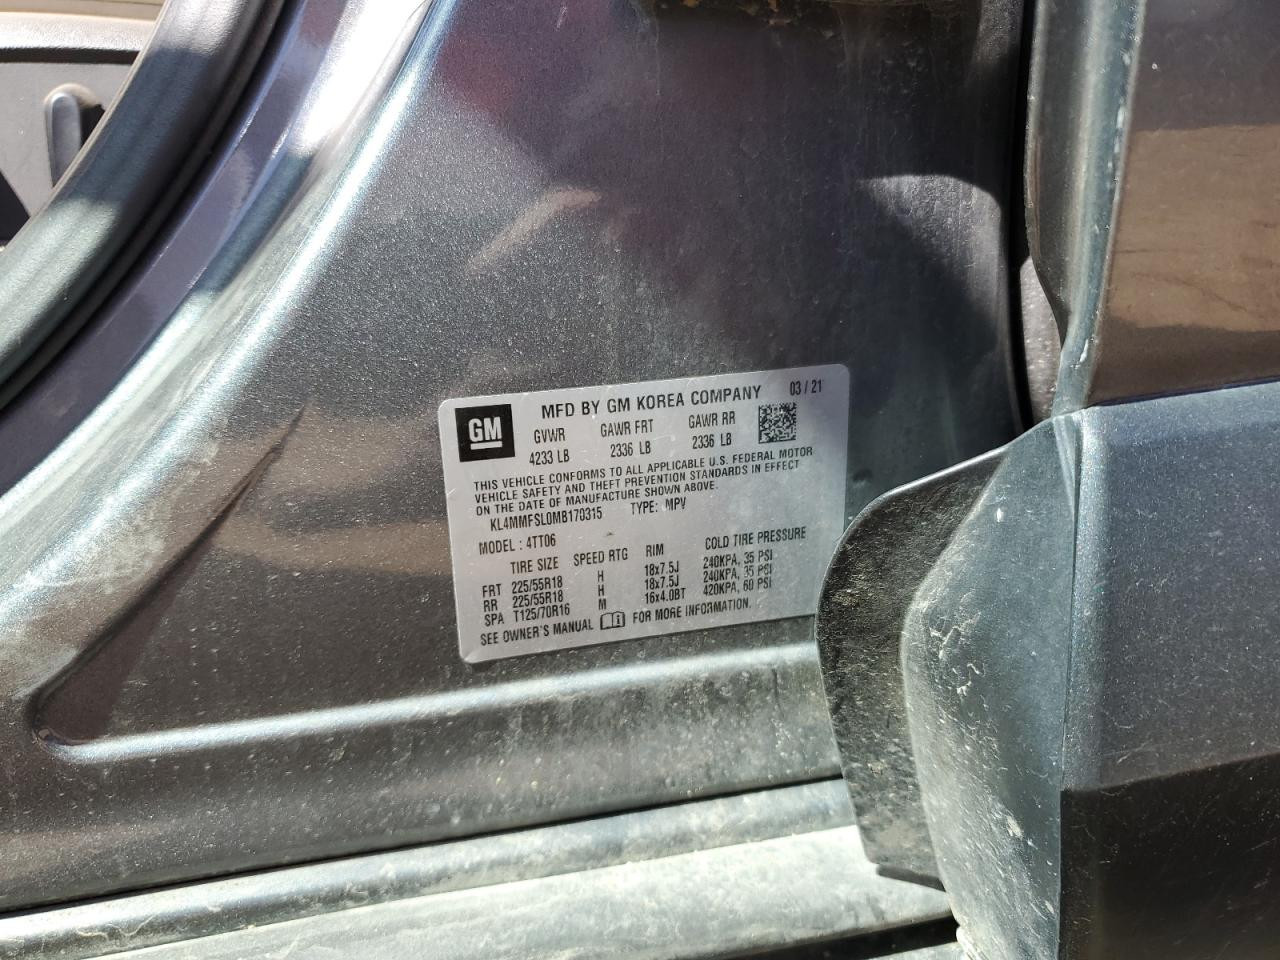 GM
MFD BY GM KOREA COMPANY 03 / 21
GVWR GAWR FRT GAWR RR
4233 LB 2336 LB 2336 LB
THIS VEHICLE CONFORMS TO ALL APPLICABLE U.S. FEDERAL MOTOR
VEHICLE SAFETY AND THEFT PREVENTION STANDARDS IN EFFECT
ON THE DATE OF MANUFACTURE SHOWN ABOVE.
KL4MMFSL0MB170315 TYPE: MPV
MODEL : 4TT06
TIRE SIZE SPEED RTG RIM COLD TIRE PRESSURE
FRT 225/55R18 H 18x7.5J 240KPA, 35 PSI
RR 225/55R18 H 18x7.5J 240KPA, 35 PSI
SPA T125/70R16 M 16x4.0BT 420KPA, 60 PSI
SEE OWNER'S MANUAL FOR MORE INFORMATION.